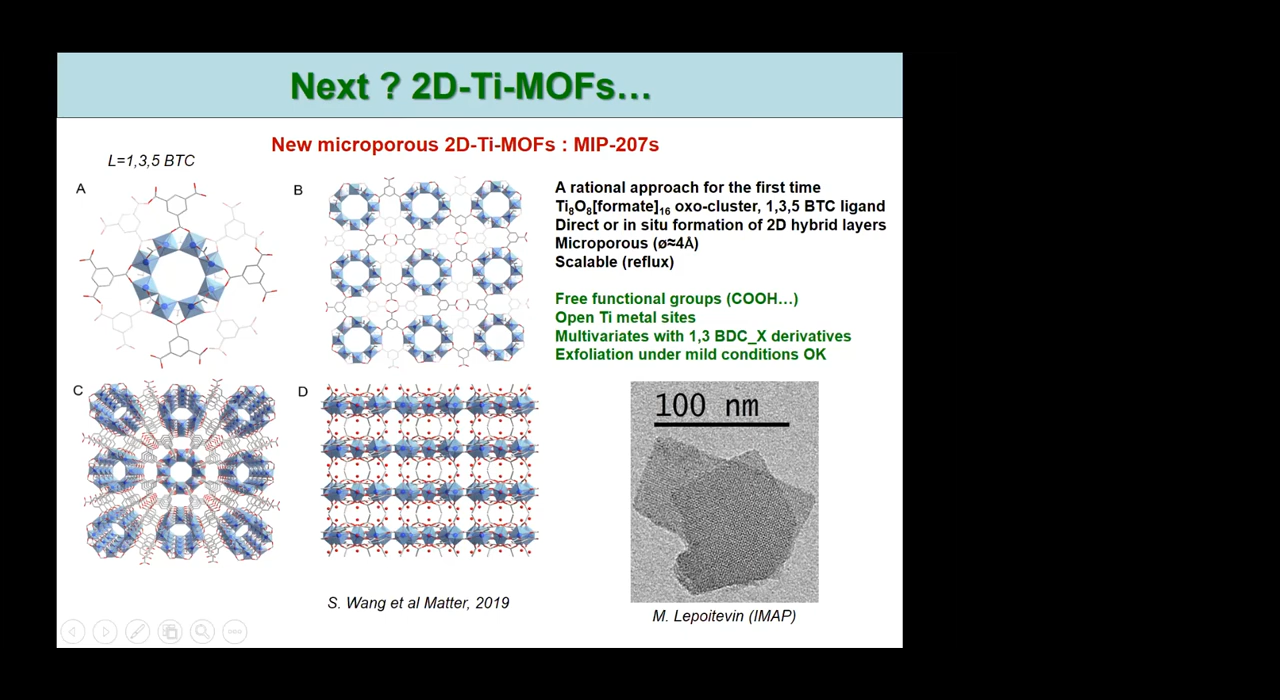 Next ? 2D-Ti-MOFs…
New microporous 2D-Ti-MOFs : MIP-207s
L=1,3,5 BTC
A
B
A rational approach for the first time
Ti8O8[formate]16 oxo-cluster, 1,3,5 BTC ligand
Direct or in situ formation of 2D hybrid layers
Microporous (ø≈4Å)
Scalable (reflux)
Free functional groups (COOH…)
Open Ti metal sites
Multivariates with 1,3 BDC_X derivatives
Exfoliation under mild conditions OK
C
D
100 nm
S. Wang et al Matter, 2019
M. Lepoitevin (IMAP)